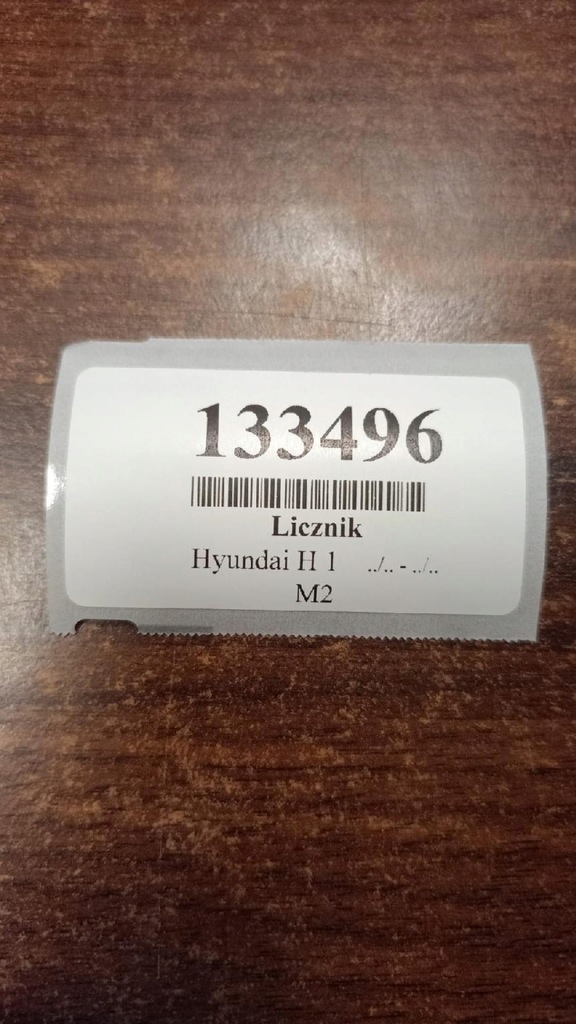 133496
Licznik
Hyundai H 1 ../.. - ../..
M2